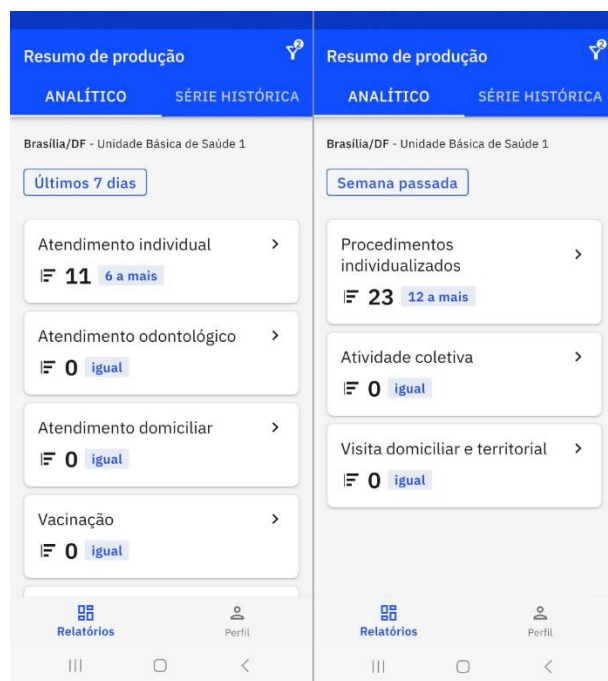 Resumo de produção
2
ANALÍTICO SÉRIE HISTÓRICA
Brasília/DF - Unidade Básica de Saúde 1
Últimos 7 dias
Atendimento individual
11 6 a mais
Atendimento odontológico
0 igual
Atendimento domiciliar
0 igual
Vacinação
0 igual
Relatórios Perfil
Resumo de produção
2
ANALÍTICO SÉRIE HISTÓRICA
Brasília/DF - Unidade Básica de Saúde 1
Semana passada
Procedimentos
individualizados
23 12 a mais
Atividade coletiva
0 igual
Visita domiciliar e territorial
0 igual
Relatórios Perfil